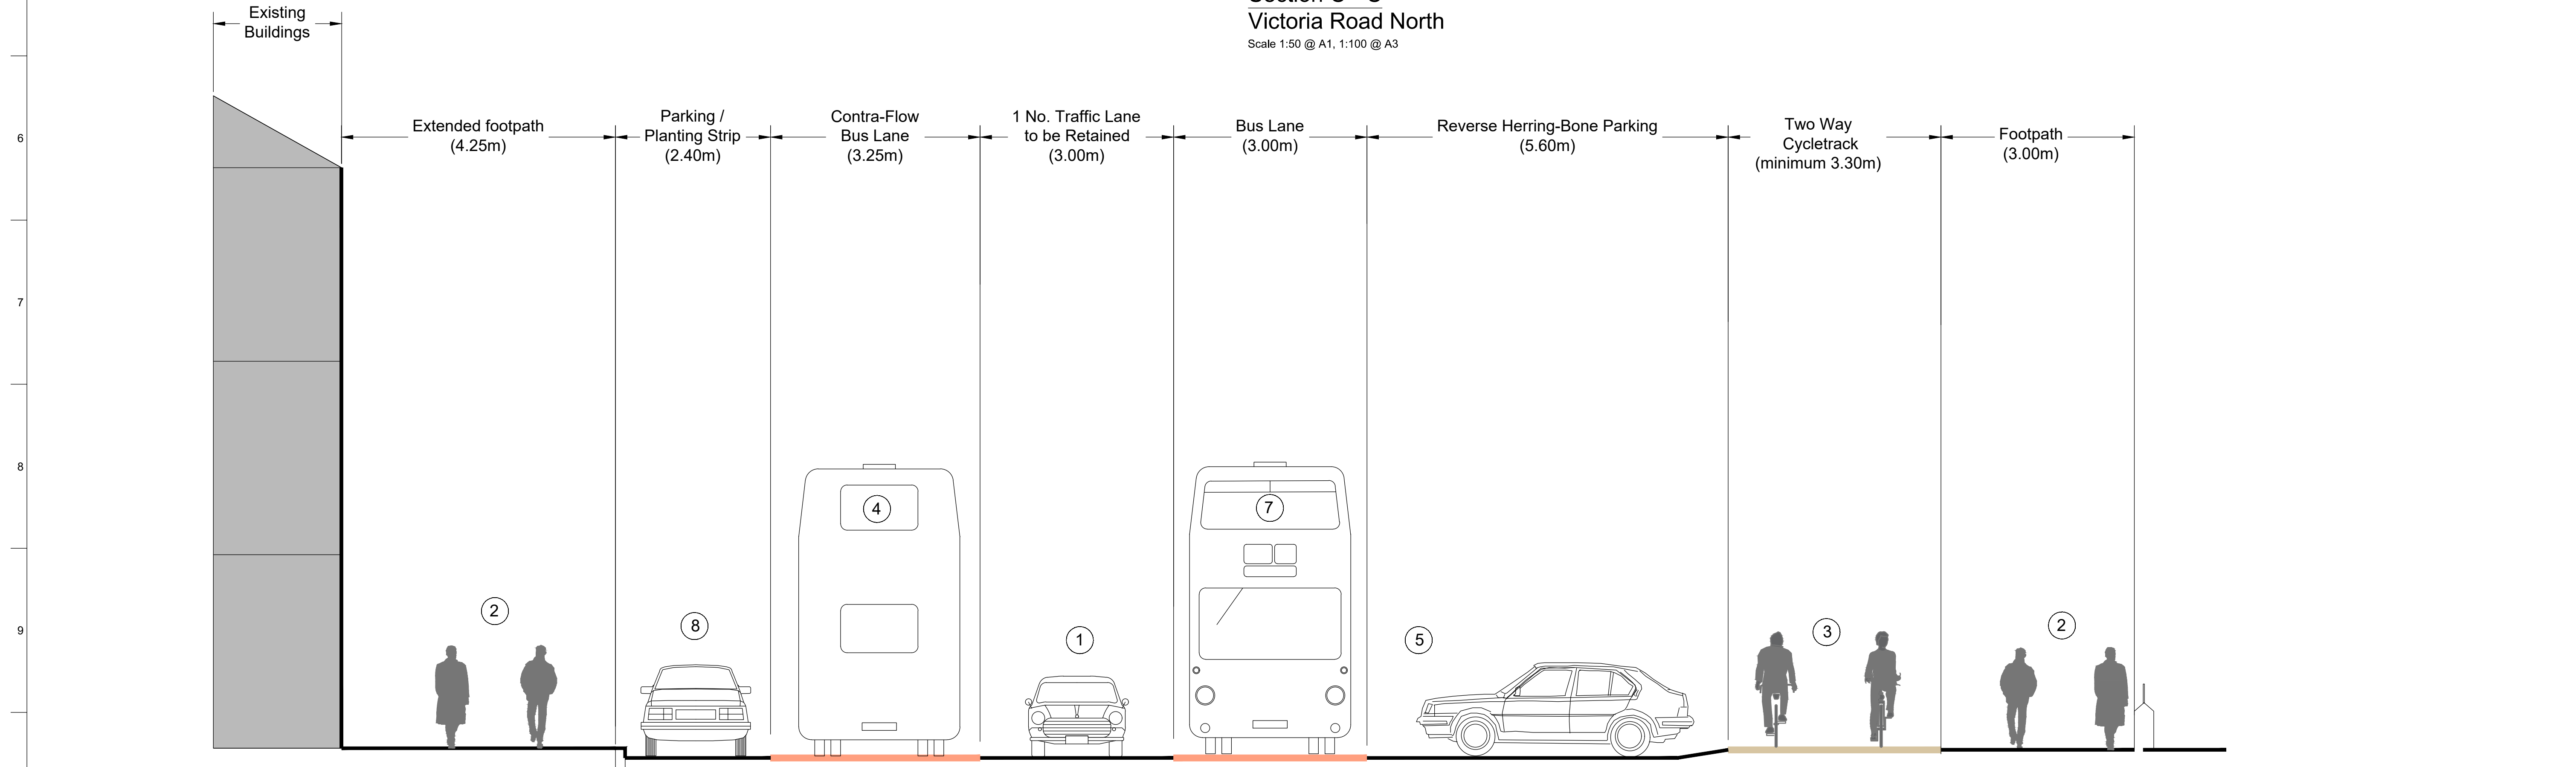 Victoria Road North
Scale 1:50 @ A1, 1:100 @ A3
Existing
Buildings
Extended footpath
(4.25m)
Parking /
Planting Strip
(2.40m)
Contra-Flow
Bus Lane
(3.25m)
1 No. Traffic Lane
to be Retained
(3.00m)
Bus Lane
(3.00m)
Reverse Herring-Bone Parking
(5.60m)
Two Way
Cycletrack
(minimum 3.30m)
Footpath
(3.00m)
6
7
8
9
2
8
4
1
7
5
3
2